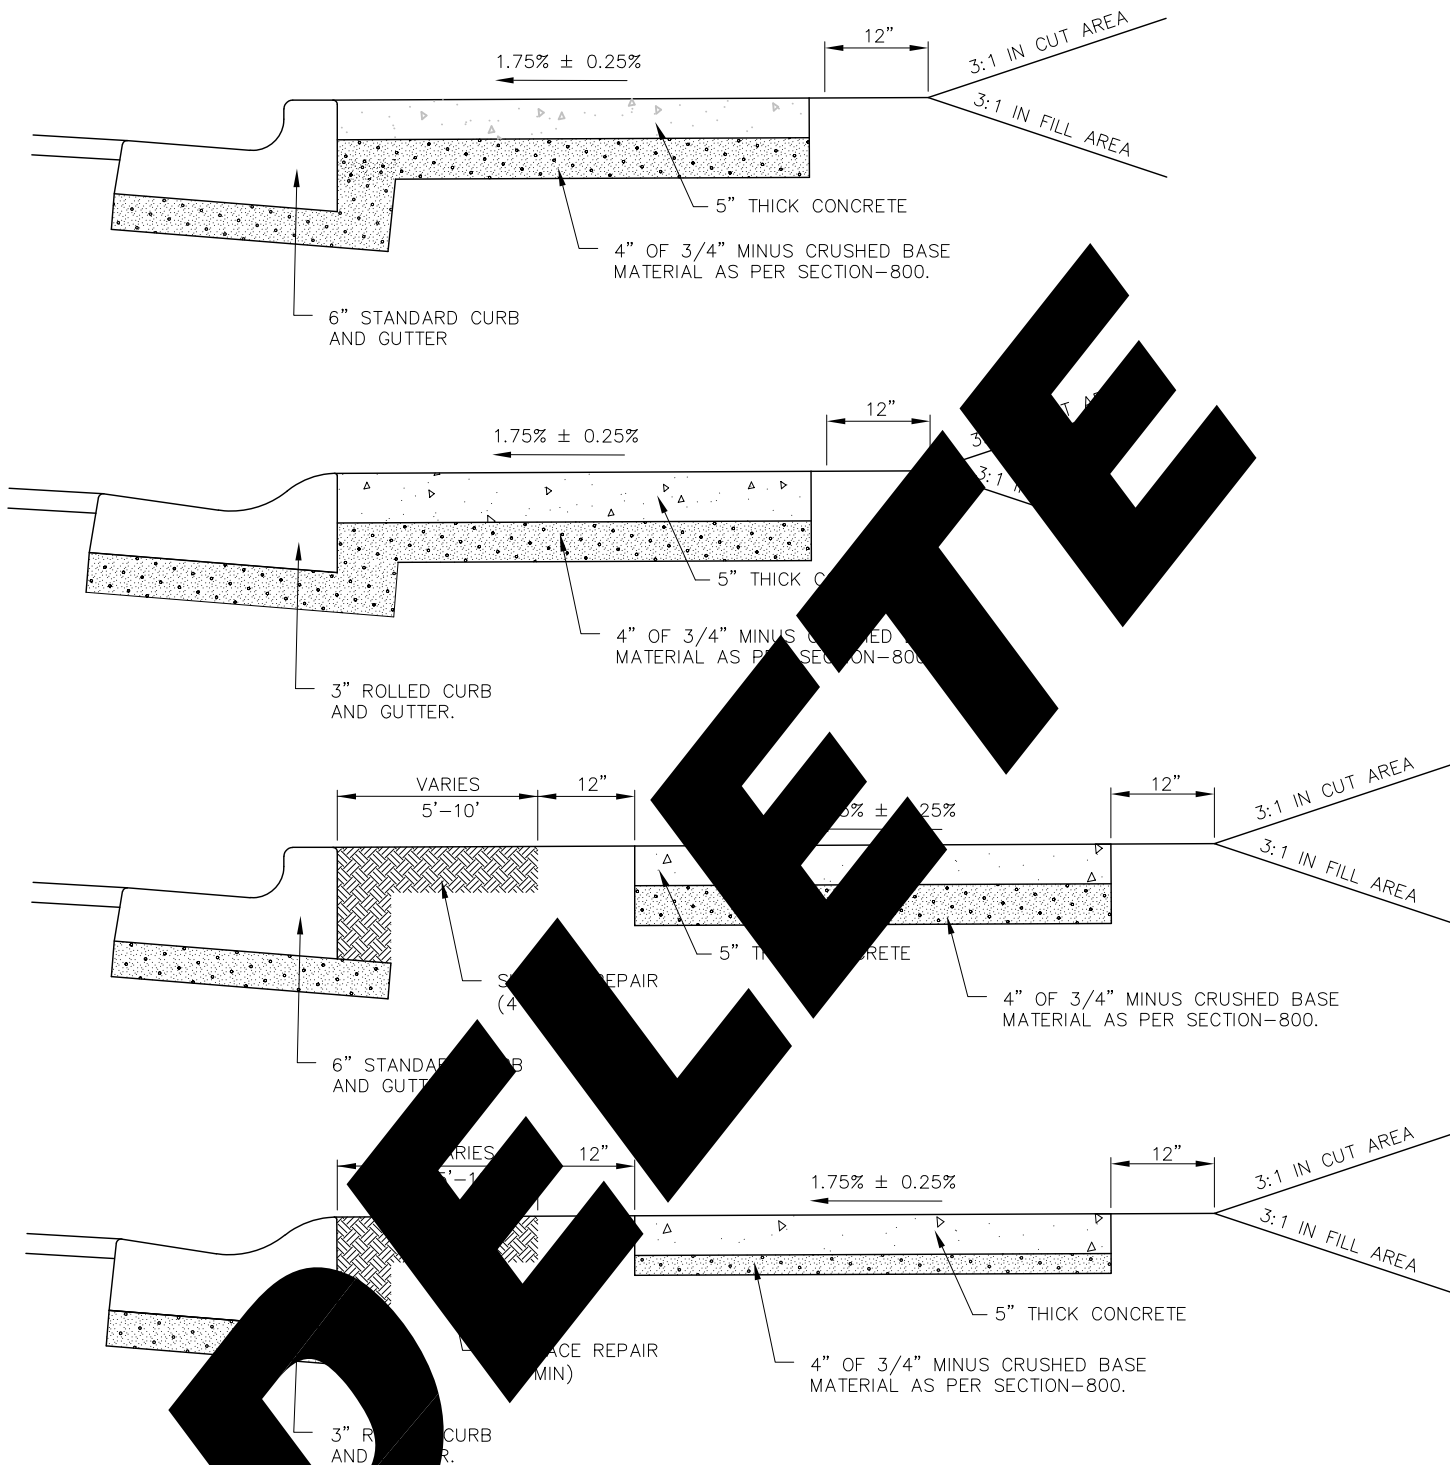 12”
1.75% ± 0.25%
3:1 IN CUT AREA
3:1 IN FILL AREA
5” THICK CONCRETE
4” OF 3/4” MINUS CRUSHED BASE
MATERIAL AS PER SECTION-800.
6” STANDARD CURB
AND GUTTER
12”
1.75% ± 0.25%
5” THICK
4” OF 3/4” MINUS
MATERIAL AS
3” ROLLED CURB
AND GUTTER.
VARIES
5’-10’
12”
12”
3:1 IN CUT AREA
3:1 IN FILL AREA
5”
REPAIR
4” OF 3/4” MINUS CRUSHED BASE
MATERIAL AS PER SECTION-800.
6”
AND
12”
12”
1.75% ± 0.25%
3:1 IN CUT AREA
3:1 IN FILL AREA
5” THICK CONCRETE
REPAIR
MIN)
4” OF 3/4” MINUS CRUSHED BASE
MATERIAL AS PER SECTION-800.
3” CURB
AND
DELETE